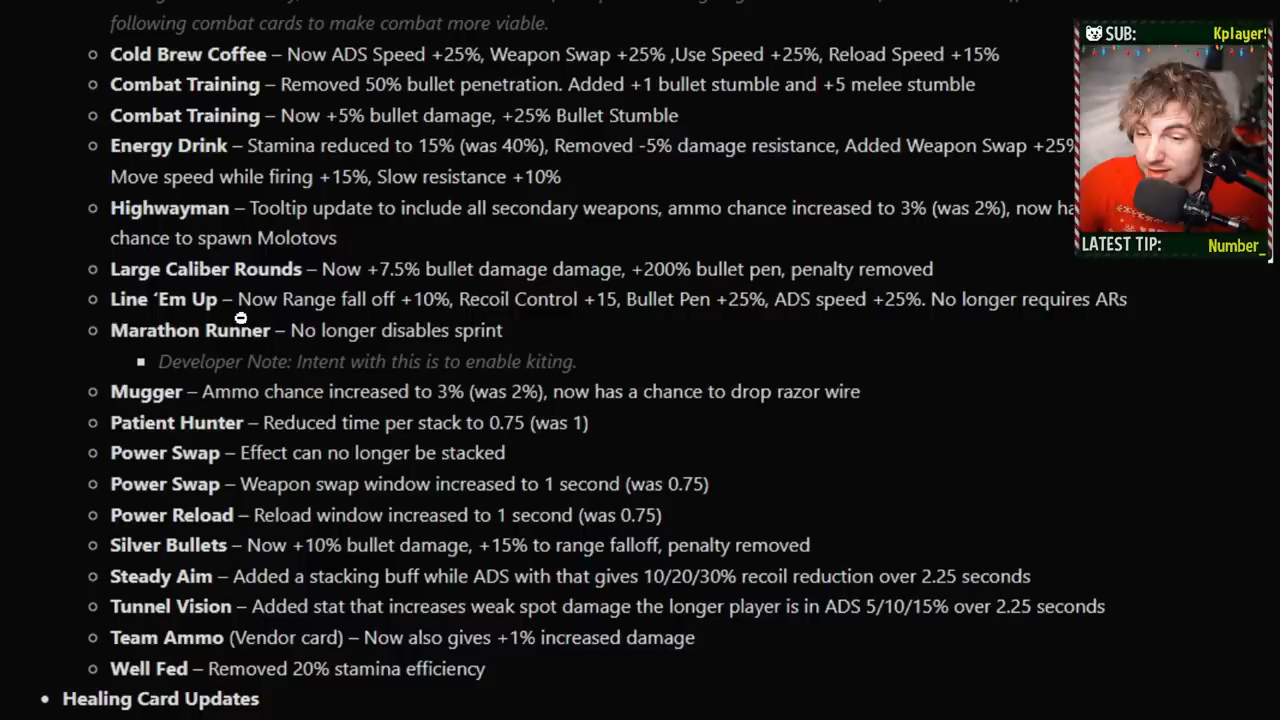 following combat cards to make combat more viable.
Cold Brew Coffee – Now ADS Speed +25%, Weapon Swap +25% ,Use Speed +25%, Reload Speed +15%
Combat Training – Removed 50% bullet penetration. Added +1 bullet stumble and +5 melee stumble
Combat Training – Now +5% bullet damage, +25% Bullet Stumble
Energy Drink – Stamina reduced to 15% (was 40%), Removed -5% damage resistance, Added Weapon Swap +25%
Move speed while firing +15%, Slow resistance +10%
Highwayman – Tooltip update to include all secondary weapons, ammo chance increased to 3% (was 2%), now
chance to spawn Molotovs
Large Caliber Rounds – Now +7.5% bullet damage damage, +200% bullet pen, penalty removed
Line ‘Em Up – Now Range fall off +10%, Recoil Control +15, Bullet Pen +25%, ADS speed +25%. No longer requires ARs
Marathon Runner – No longer disables sprint
Developer Note: Intent with this is to enable kiting.
Mugger – Ammo chance increased to 3% (was 2%), now has a chance to drop razor wire
Patient Hunter – Reduced time per stack to 0.75 (was 1)
Power Swap – Effect can no longer be stacked
Power Swap – Weapon swap window increased to 1 second (was 0.75)
Power Reload – Reload window increased to 1 second (was 0.75)
Silver Bullets – Now +10% bullet damage, +15% to range falloff, penalty removed
Steady Aim – Added a stacking buff while ADS with that gives 10/20/30% recoil reduction over 2.25 seconds
Tunnel Vision – Added stat that increases weak spot damage the longer player is in ADS 5/10/15% over 2.25 seconds
Team Ammo (Vendor card) – Now also gives +1% increased damage
Well Fed – Removed 20% stamina efficiency
Healing Card Updates
SUB: Kplayer!
LATEST TIP: Number_